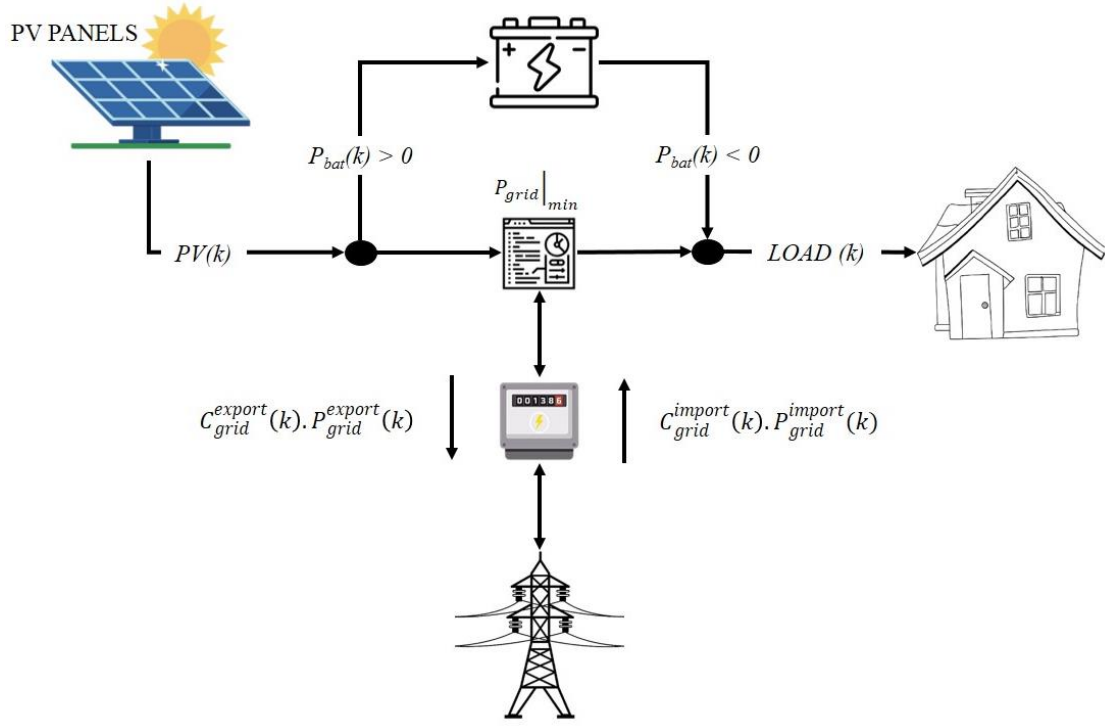 PV PANELS
+ −
P_bat(k) > 0
P_bat(k) < 0
P_grid|_min
PV(k)
LOAD (k)
001386
C_grid^export(k). P_grid^export(k)
C_grid^import(k). P_grid^import(k)